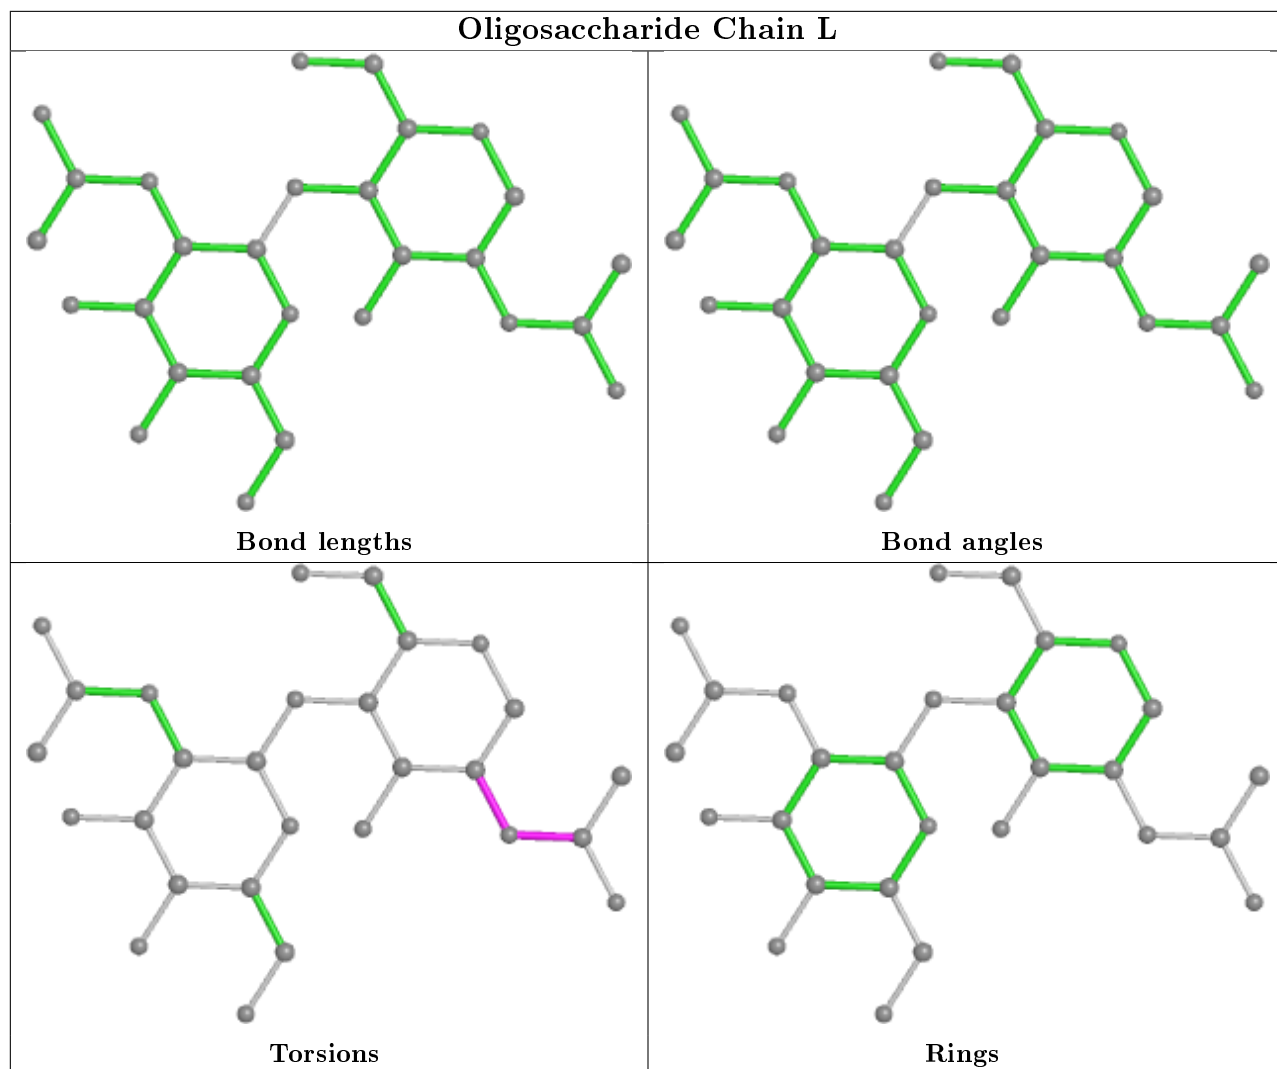 Oligosaccharide Chain L
Bond lengths
Bond angles
Torsions
Rings